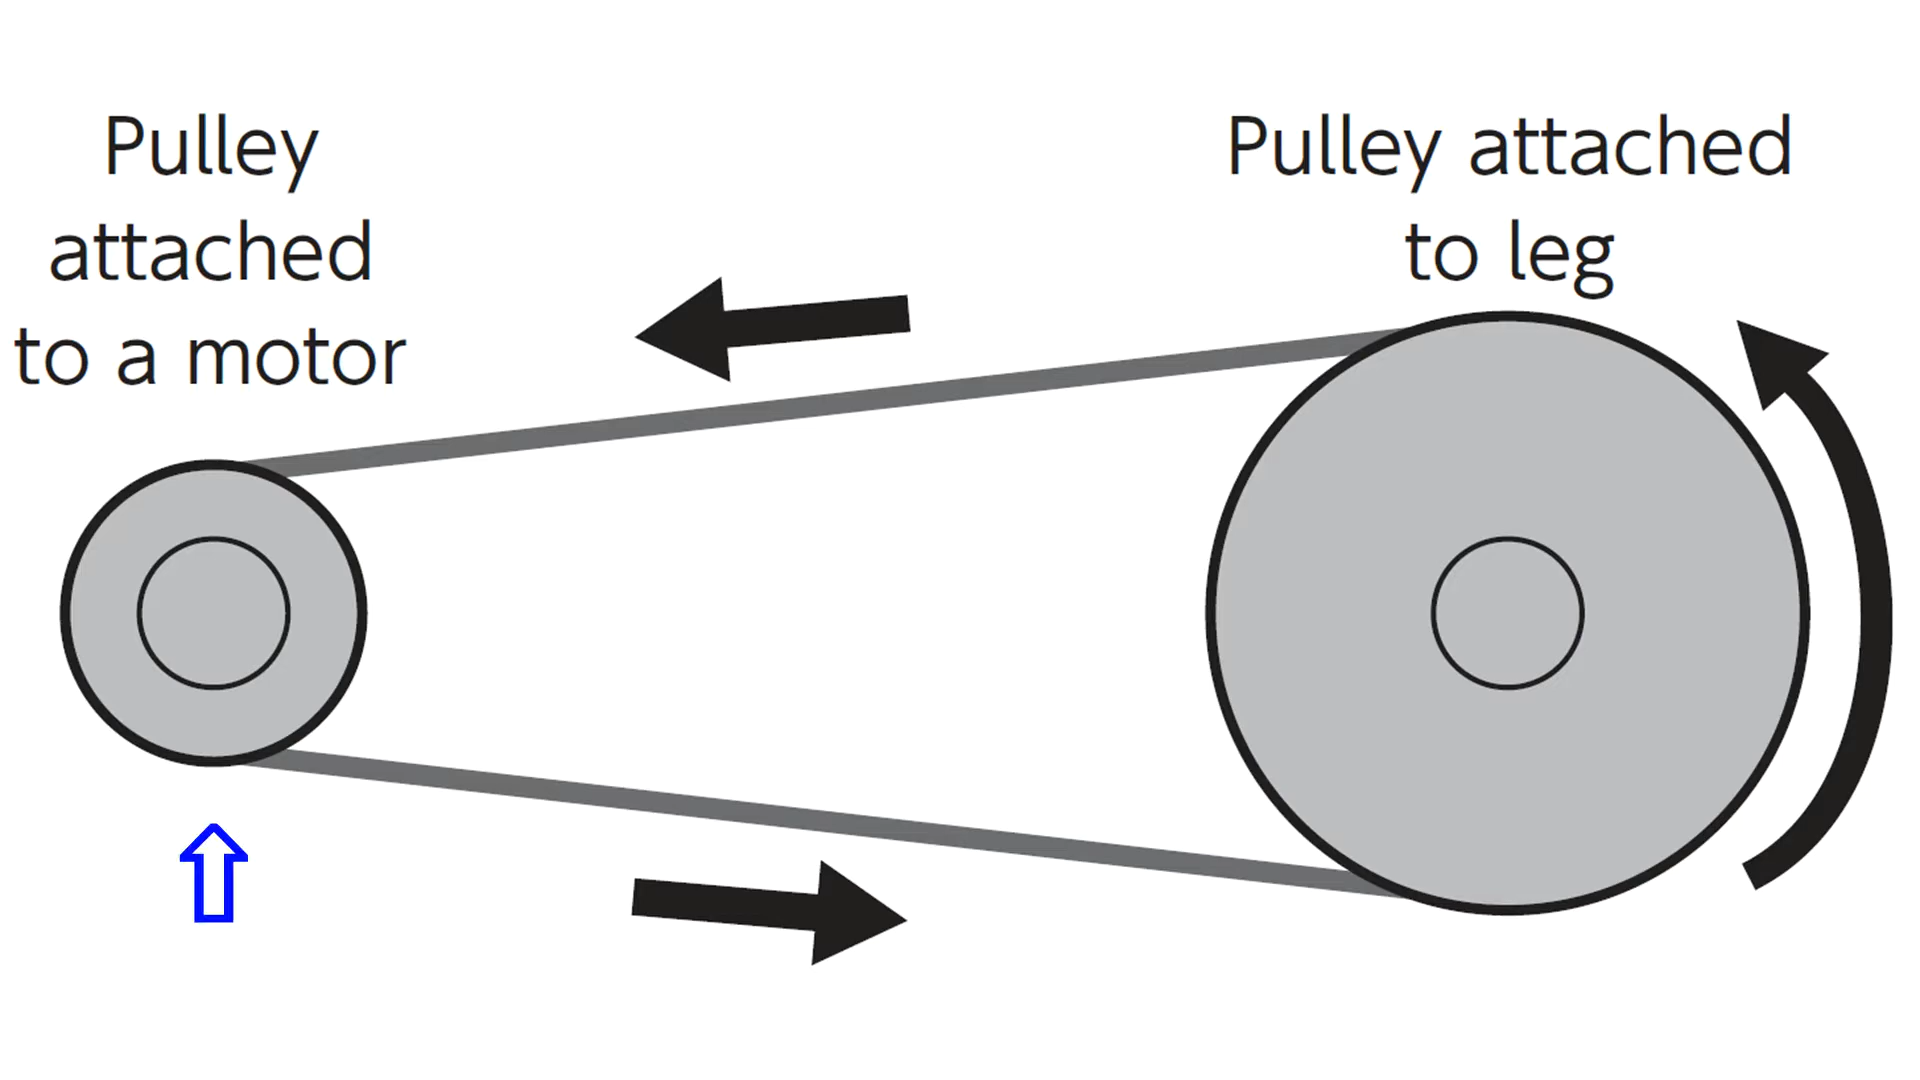 Pulley
attached
to a motor
Pulley attached
to leg